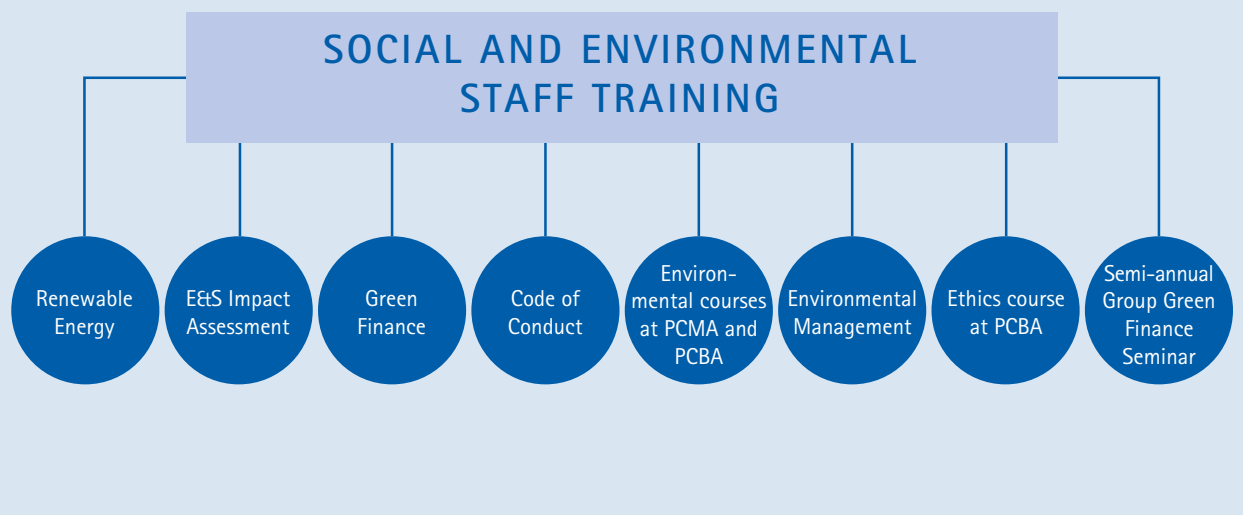 SOCIAL AND ENVIRONMENTAL
STAFF TRAINING
Renewable
Energy
E&S Impact
Assessment
Green
Finance
Code of
Conduct
Environ-
mental courses
at PCMA and
PCBA
Environmental
Management
Ethics course
at PCBA
Semi-annual
Group Green
Finance
Seminar